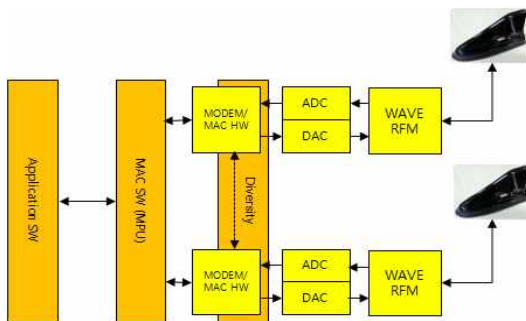 Application SW
MAC SW (MPU)
Diversity
MODEM/
MAC HW
ADC
DAC
WAVE
RFM
MODEM/
MAC HW
ADC
DAC
WAVE
RFM